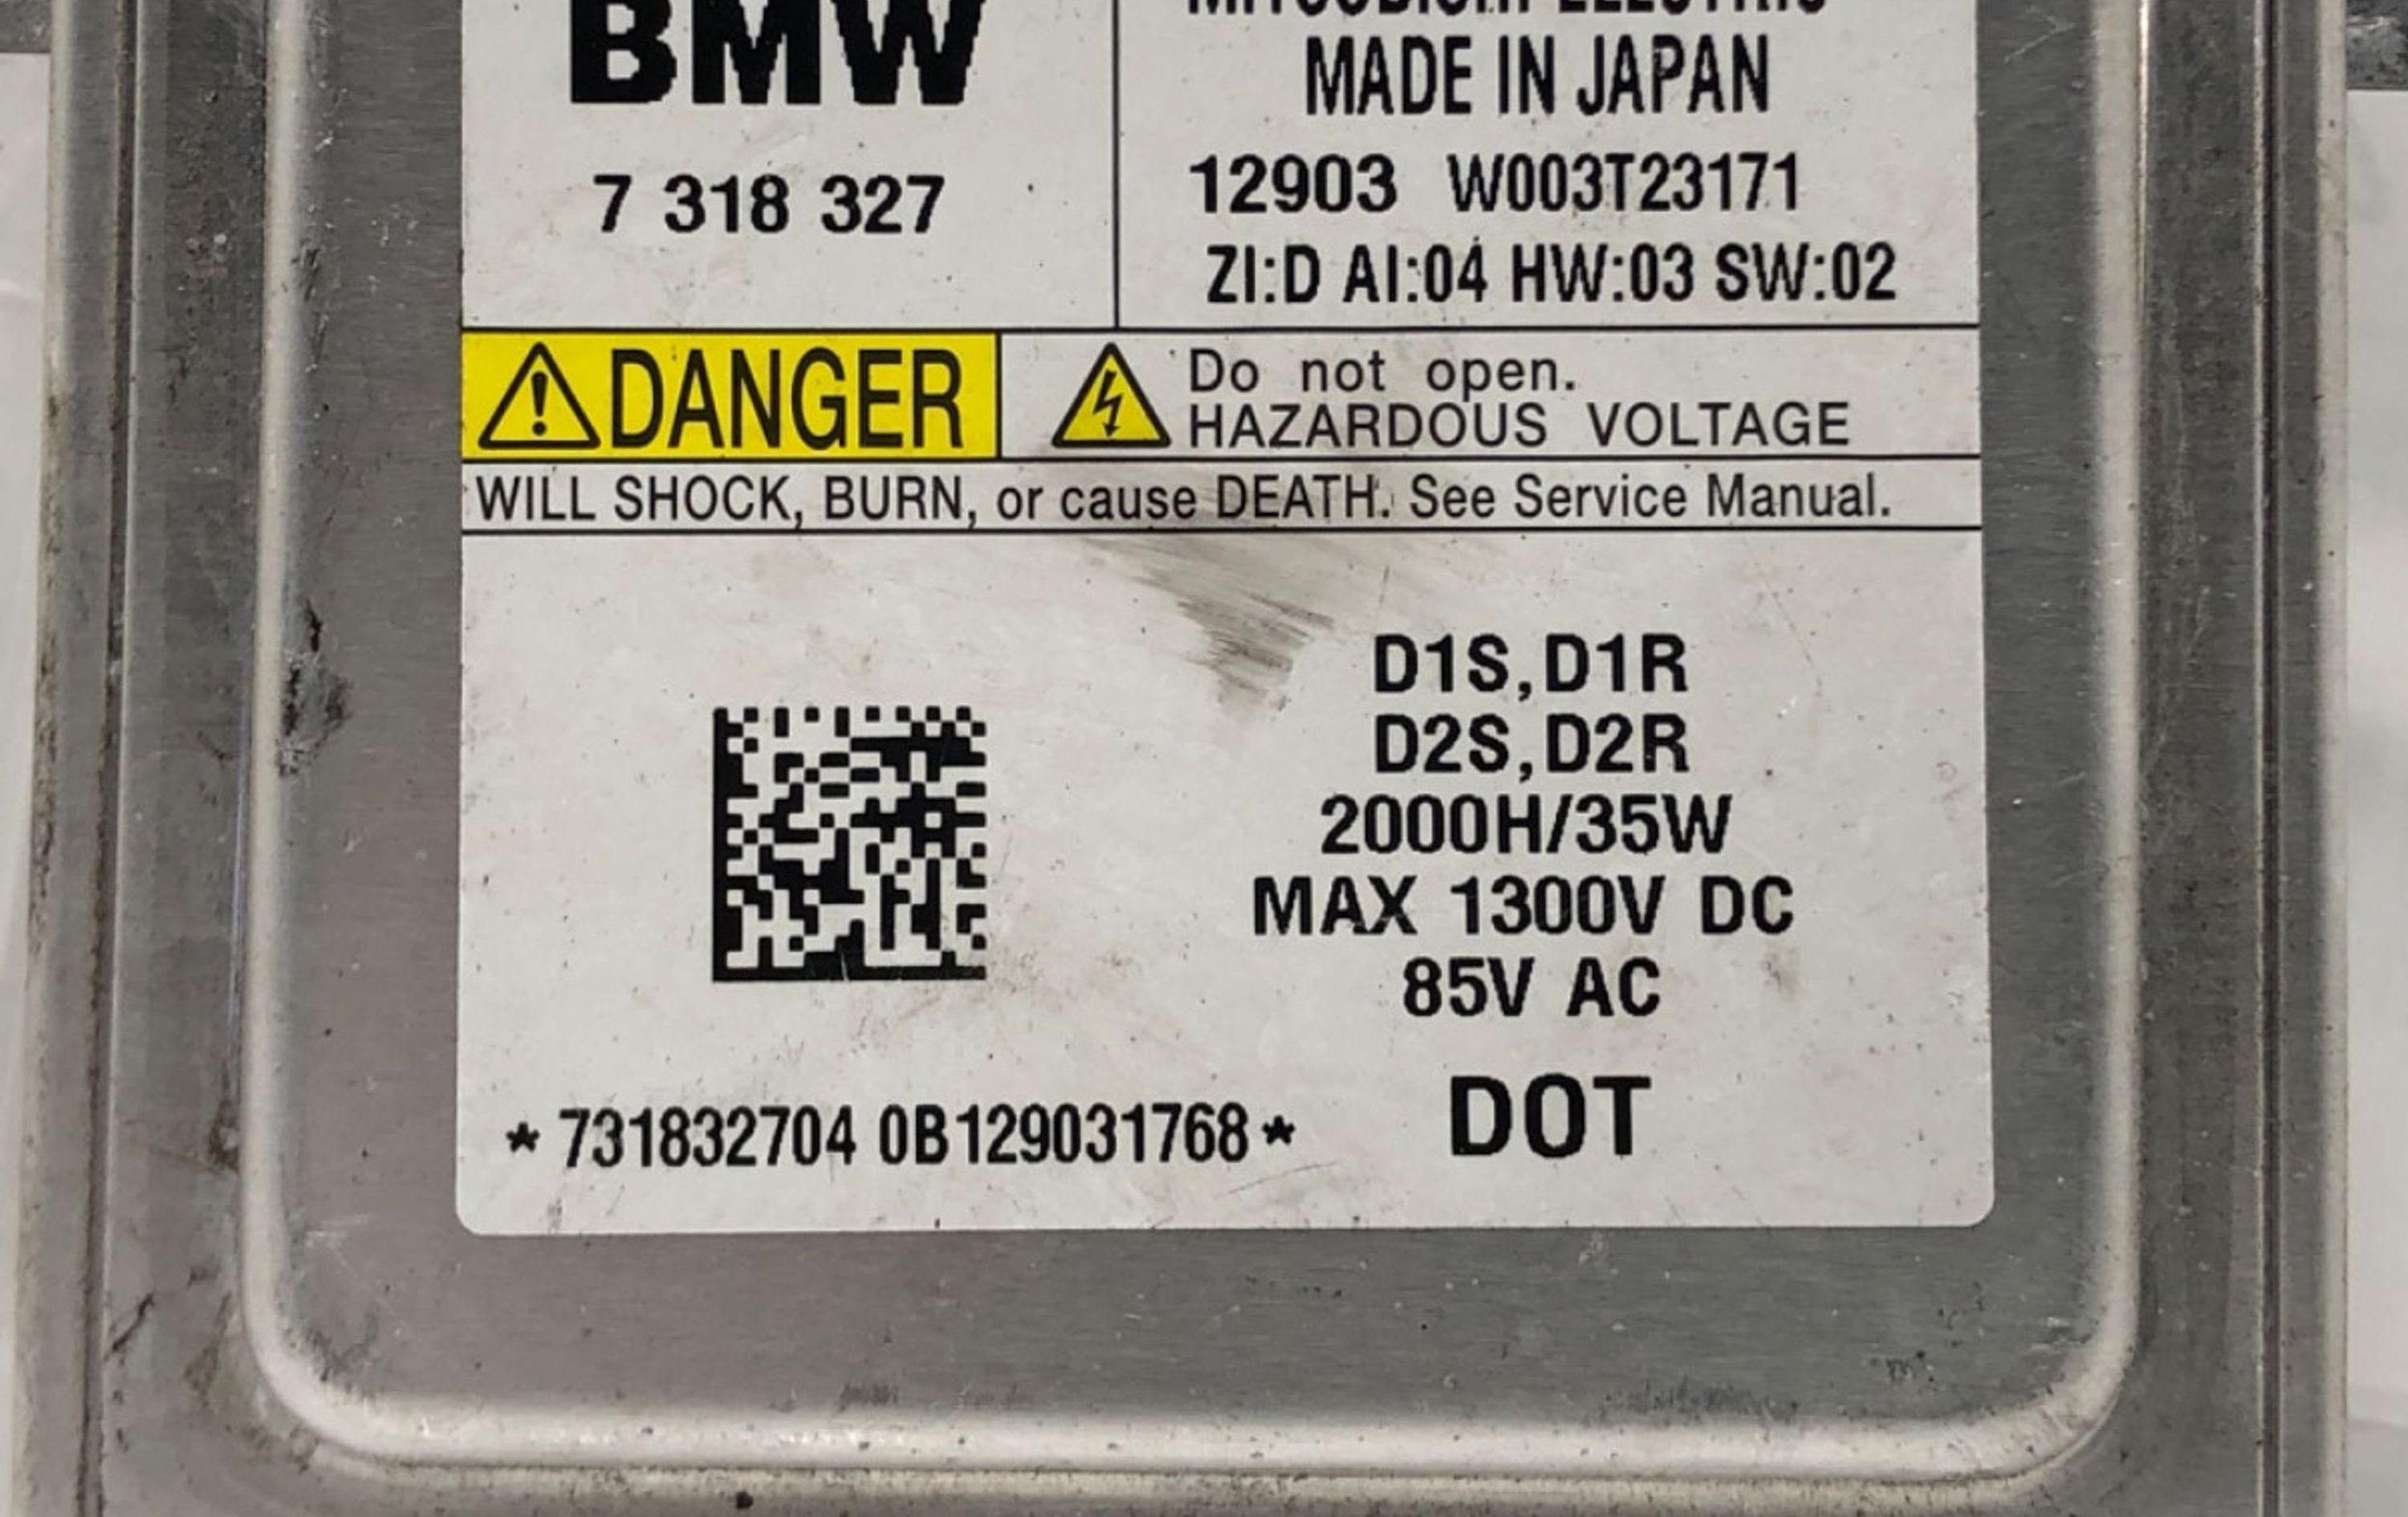 BMW
7 318 327
MITSUBISHI ELECTRIC
MADE IN JAPAN
12903 W003T23171
ZI:D AI:04 HW:03 SW:02
DANGER
Do not open.
HAZARDOUS VOLTAGE
WILL SHOCK, BURN, or cause DEATH. See Service Manual.
D1S,D1R
D2S,D2R
2000H/35W
MAX 1300V DC
85V AC
DOT
*731832704 0B129031768*